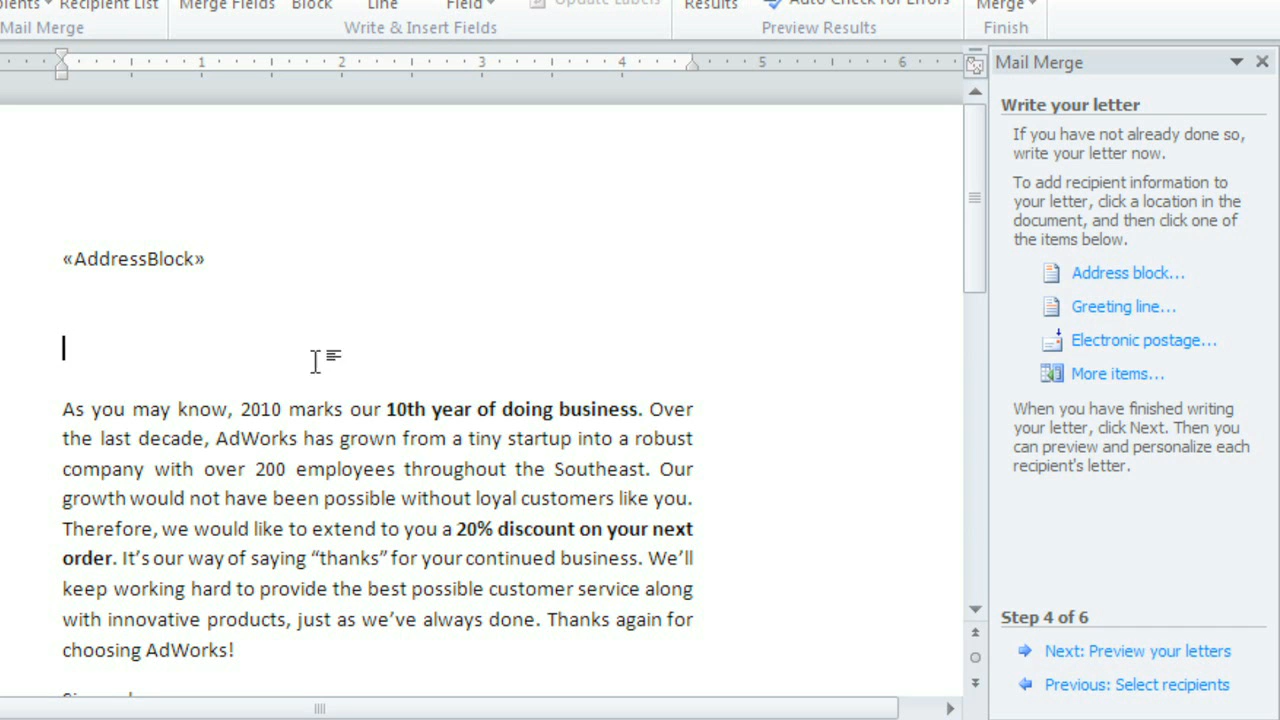 Recipient List
Merge Fields
Block
Line
Field
Update Labels
Results
Auto Check for Errors
Merge
Mail Merge
Write & Insert Fields
Preview Results
Finish
1 2 3 4 5 6
Mail Merge
«AddressBlock»
As you may know, 2010 marks our 10th year of doing business. Over
the last decade, AdWorks has grown from a tiny startup into a robust
company with over 200 employees throughout the Southeast. Our
growth would not have been possible without loyal customers like you.
Therefore, we would like to extend to you a 20% discount on your next
order. It’s our way of saying “thanks” for your continued business. We’ll
keep working hard to provide the best possible customer service along
with innovative products, just as we’ve always done. Thanks again for
choosing AdWorks!
Write your letter
If you have not already done so,
write your letter now.
To add recipient information to
your letter, click a location in the
document, and then click one of
the items below.
Address block...
Greeting line...
Electronic postage...
More items...
When you have finished writing
your letter, click Next. Then you
can preview and personalize each
recipient's letter.
Step 4 of 6
Next: Preview your letters
Previous: Select recipients